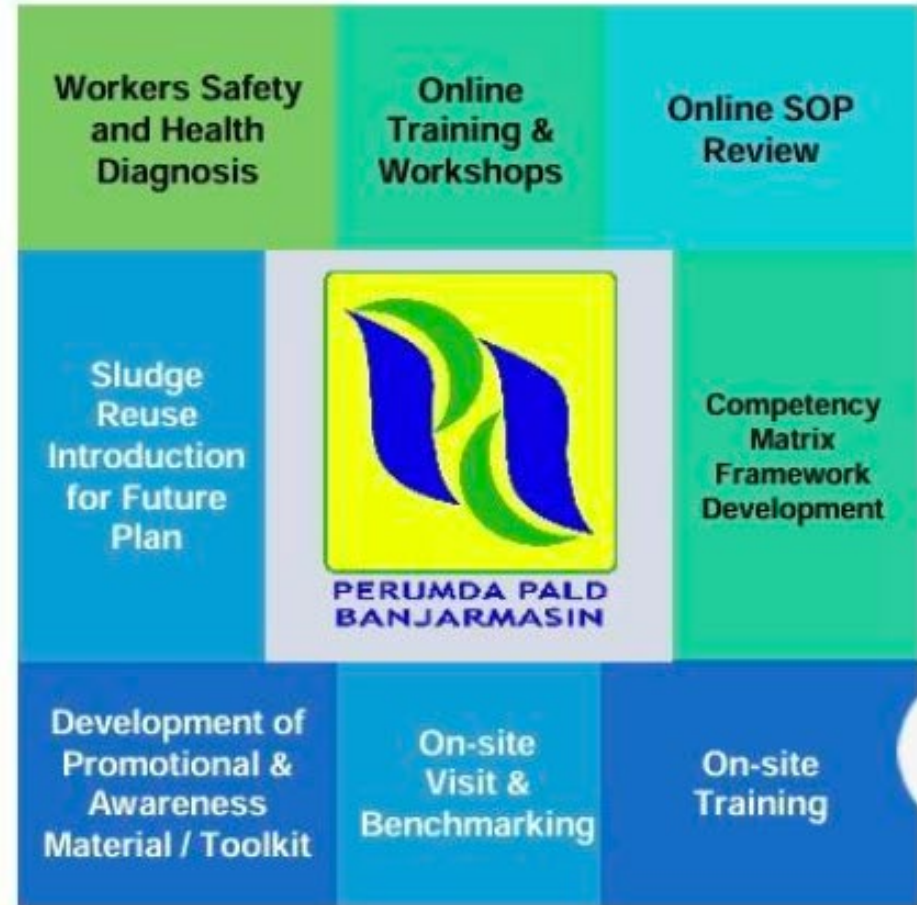 Workers Safety
and Health
Diagnosis
Online
Training &
Workshops
Online SOP
Review
Sludge
Reuse
Introduction
for Future
Plan
PERUMDA PALD
BANJARMASIN
Competency
Matrix
Framework
Development
Development of
Promotional &
Awareness
Material / Toolkit
On-site
Visit &
Benchmarking
On-site
Training